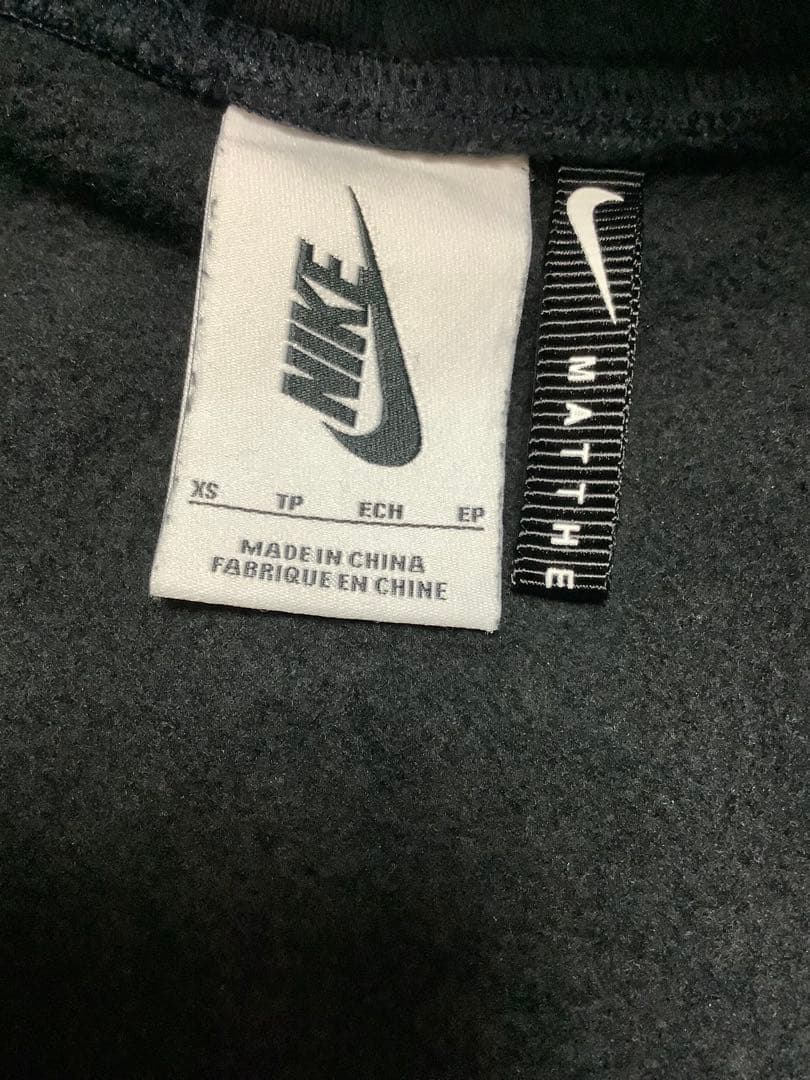 NIKE
XS TP ECH EP
MADE IN CHINA
FABRIQUE EN CHINE
MATTHE